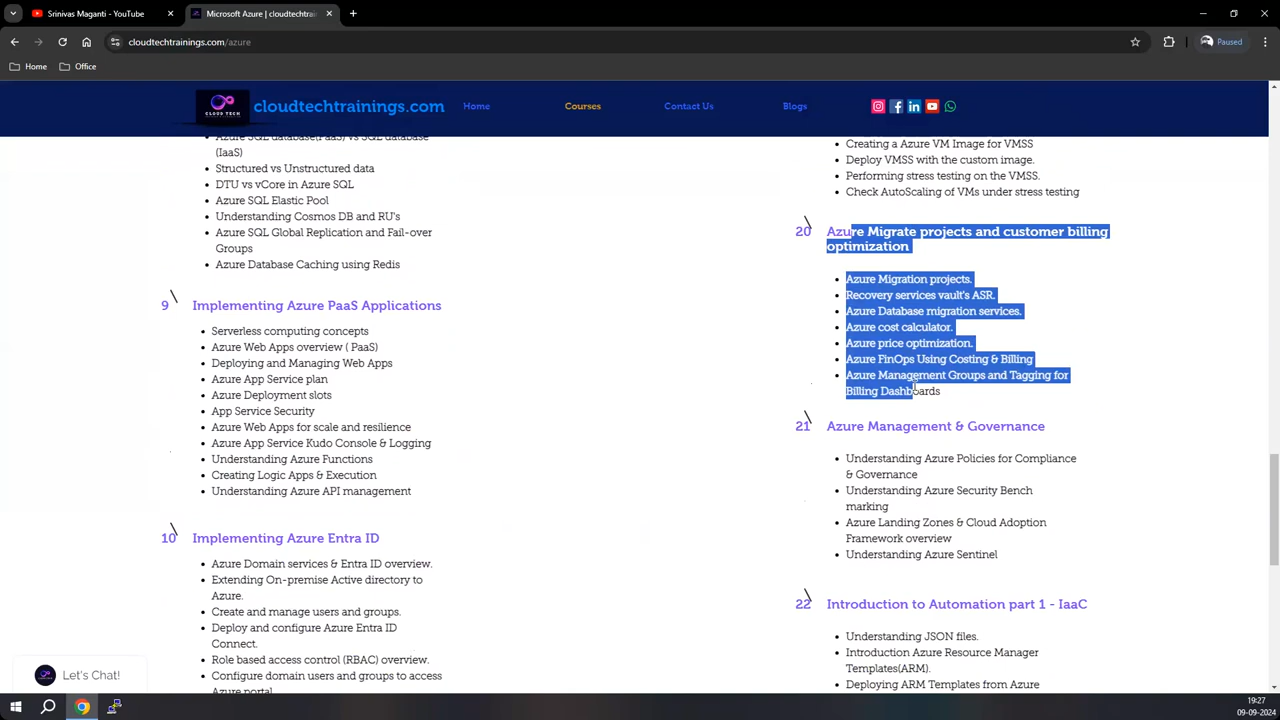 Srinivas Maganti - YouTube
Microsoft Azure | cloudtechtrain
cloudtechtrainings.com/azure
Paused
Home
Office
CLOUD TECH
cloudtechtrainings.com
Home
Courses
Contact Us
Blogs
Azure SQL database(PaaS) vs SQL database
(IaaS)
Structured vs Unstructured data
DTU vs vCore in Azure SQL
Azure SQL Elastic Pool
Understanding Cosmos DB and RU's
Azure SQL Global Replication and Fail-over
Groups
Azure Database Caching using Redis
9 Implementing Azure PaaS Applications
Serverless computing concepts
Azure Web Apps overview ( PaaS)
Deploying and Managing Web Apps
Azure App Service plan
Azure Deployment slots
App Service Security
Azure Web Apps for scale and resilience
Azure App Service Kudo Console & Logging
Understanding Azure Functions
Creating Logic Apps & Execution
Understanding Azure API management
10 Implementing Azure Entra ID
Azure Domain services & Entra ID overview.
Extending On-premise Active directory to
Azure.
Create and manage users and groups.
Deploy and configure Azure Entra ID
Connect.
Role based access control (RBAC) overview.
Configure domain users and groups to access
Azure portal
Creating a Azure VM Image for VMSS
Deploy VMSS with the custom image.
Performing stress testing on the VMSS.
Check AutoScaling of VMs under stress testing
20 Azure Migrate projects and customer billing
optimization
Azure Migration projects.
Recovery services vault's ASR.
Azure Database migration services.
Azure cost calculator.
Azure price optimization.
Azure FinOps Using Costing & Billing
Azure Management Groups and Tagging for
Billing Dashboards
21 Azure Management & Governance
Understanding Azure Policies for Compliance
& Governance
Understanding Azure Security Bench
marking
Azure Landing Zones & Cloud Adoption
Framework overview
Understanding Azure Sentinel
22 Introduction to Automation part 1 - IaaC
Understanding JSON files.
Introduction Azure Resource Manager
Templates(ARM).
Deploying ARM Templates from Azure
Let's Chat!
19:27
09-09-2024